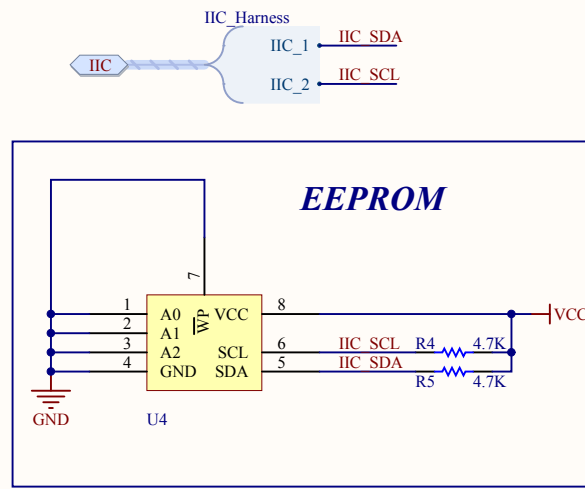 IIC_Harness
IIC_1 IIC_SDA
IIC
IIC_2 IIC_SCL
EEPROM
7
1 A0 WP VCC 8 VCC
2 A1
3 A2 SCL 6 IIC_SCL R4 4.7K
4 GND SDA 5 IIC_SDA R5 4.7K
GND U4